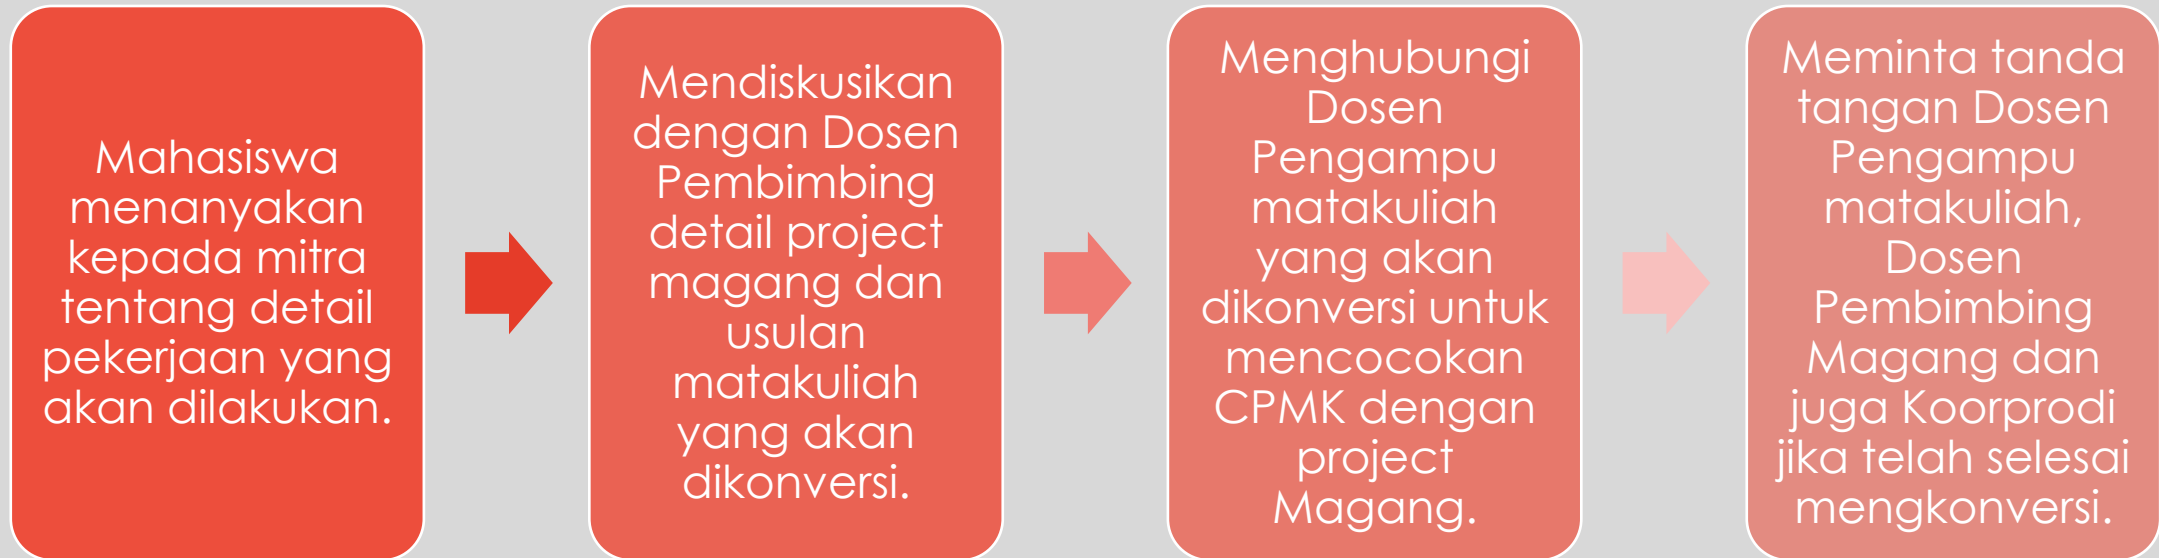 Mahasiswa
menanyakan
kepada mitra
tentang detail
pekerjaan yang
akan dilakukan.
Mendiskusikan
dengan Dosen
Pembimbing
detail project
magang dan
usulan
matakuliah
yang akan
dikonversi.
Menghubungi
Dosen
Pengampu
matakuliah
yang akan
dikonversi untuk
mencocokan
CPMK dengan
project
Magang.
Meminta tanda
tangan Dosen
Pengampu
matakuliah,
Dosen
Pembimbing
Magang dan
juga Koorprodi
jika telah selesai
mengkonversi.